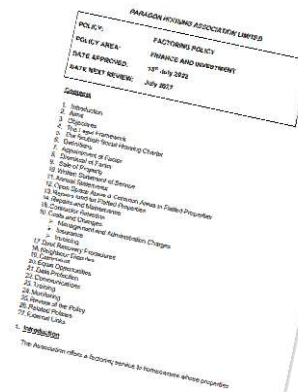 PARAGON HOUSING ASSOCIATION LIMITED
POLICY: FACTORING POLICY
POLICY AREA: FINANCE AND INVESTMENT
DATE APPROVED: 18th July 2022
DATE NEXT REVIEW: July 2027
Contents
1. Introduction
2. Aims
3. Objectives
4. The Legal Framework
5. The Scottish Social Housing Charter
6. Definitions
7. Appointment of Factor
8. Dismissal of Factor
9. Sale of Property
10. Written Statement of Service
11. Annual Statements
12. Open Space Areas & Common Areas in Flatted Properties
13. for Flatted Properties
14. Repairs and Maintenance
15. Contractor
16. Costs and Charges
➢ Management and Administration Charges
➢ Insurance
➢ Invoicing
17. Debt Recovery Procedures
18. Neighbour Disputes
19. Complaints
20. Equal Opportunities
21. Data Protection
22. Communications
23. Training
24. Monitoring
25. Review of the Policy
26. Related Policies
27. External Links
1. Introduction
The Association offers a factoring service to homeowners whose properties